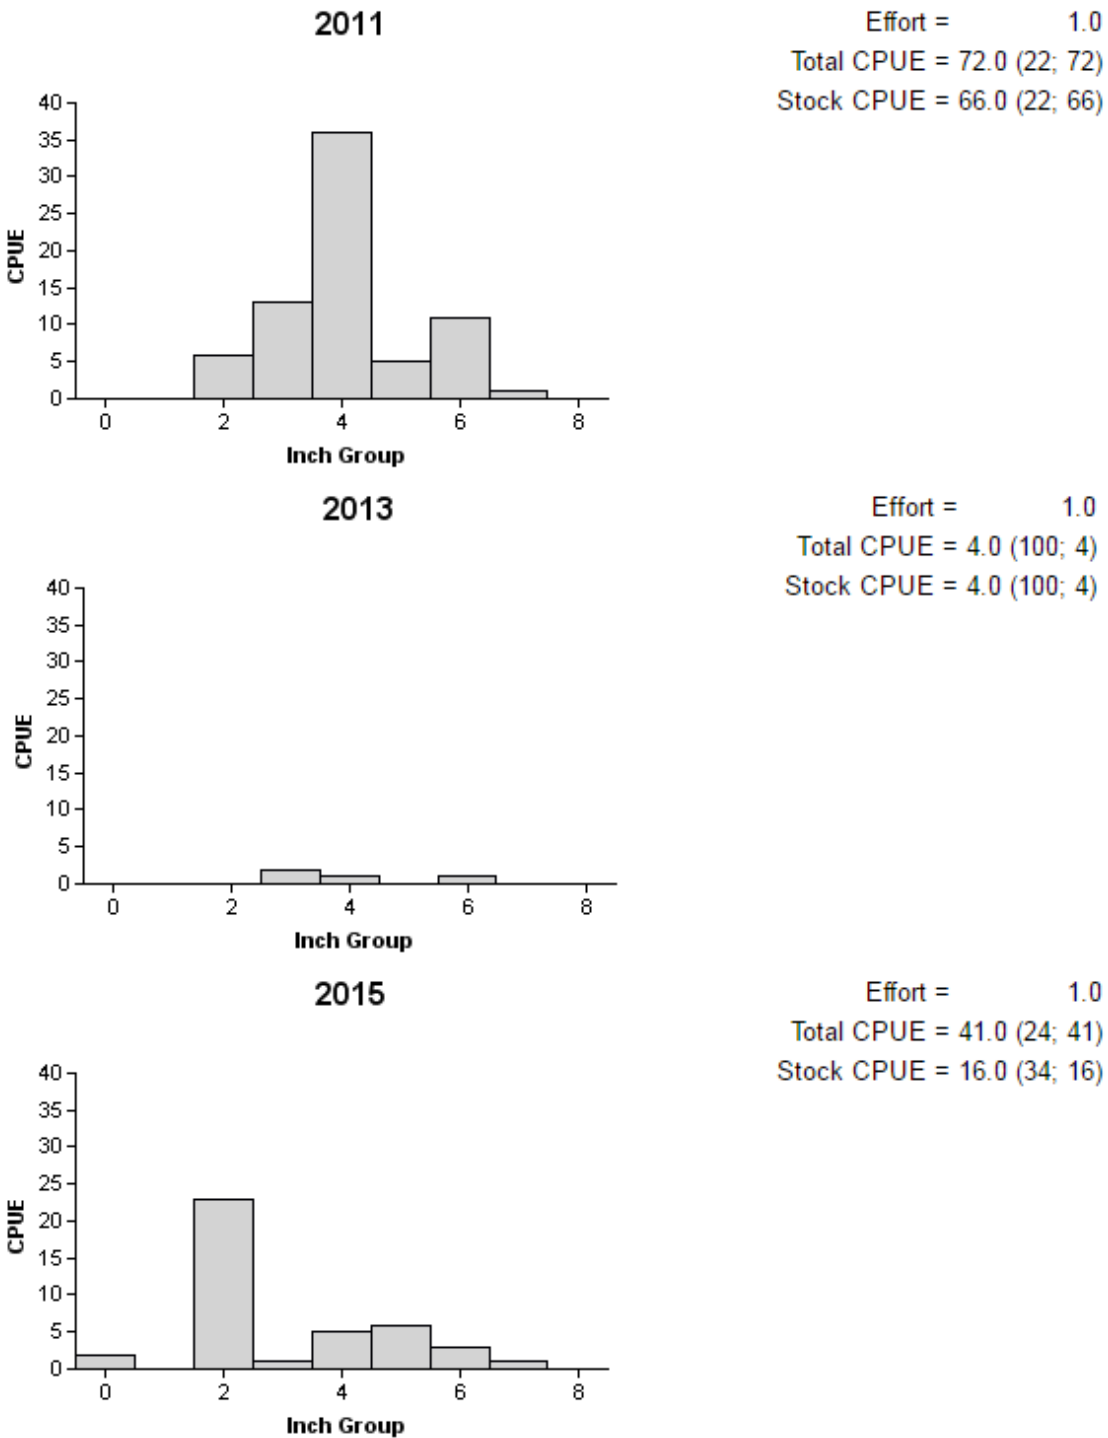 2011
Effort = 1.0
Total CPUE = 72.0 (22; 72)
Stock CPUE = 66.0 (22; 66)
40
35
30
25
20
15
10
5
0
CPUE
0 2 4 6 8
Inch Group
2013
Effort = 1.0
Total CPUE = 4.0 (100; 4)
Stock CPUE = 4.0 (100; 4)
40
35
30
25
20
15
10
5
0
CPUE
0 2 4 6 8
Inch Group
2015
Effort = 1.0
Total CPUE = 41.0 (24; 41)
Stock CPUE = 16.0 (34; 16)
40
35
30
25
20
15
10
5
0
CPUE
0 2 4 6 8
Inch Group